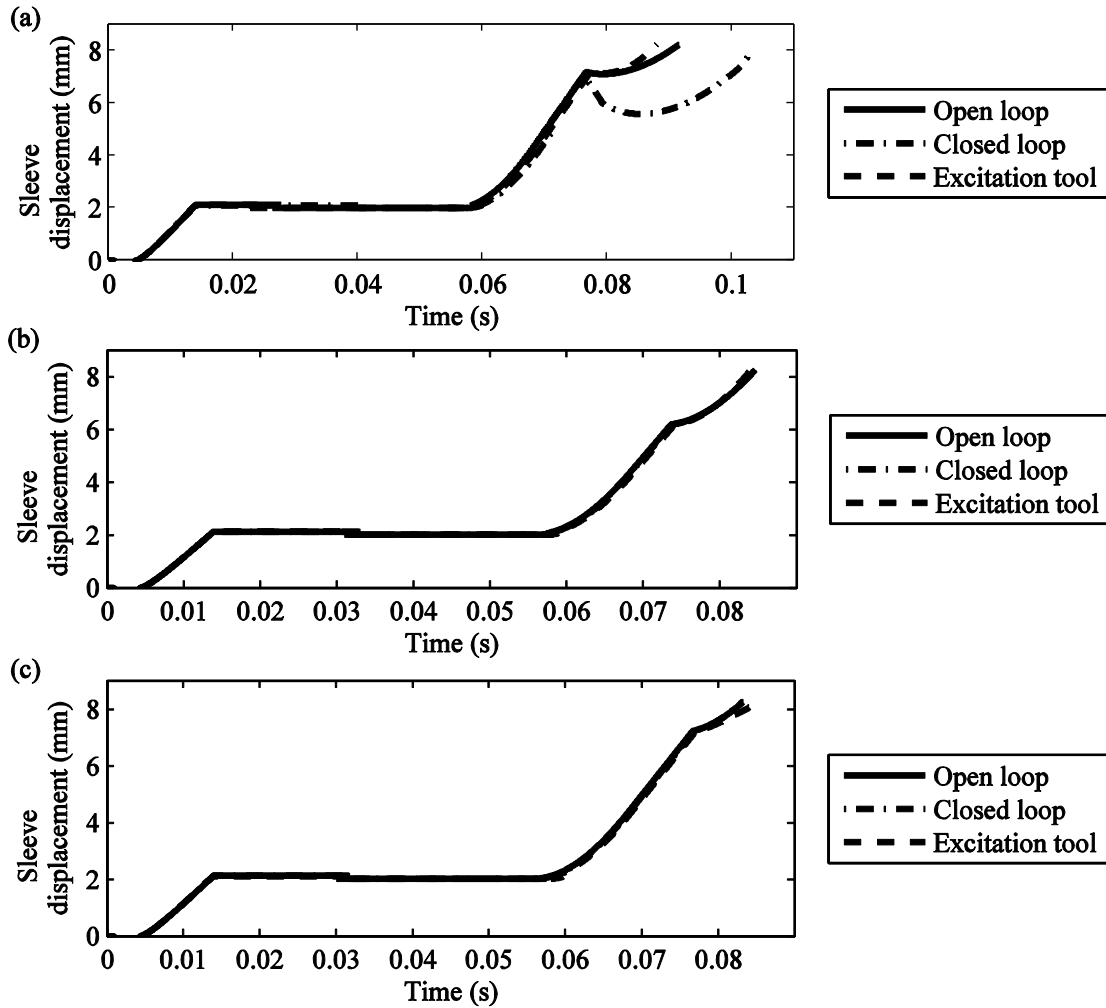 (a)
8
6
4
2
0
Sleeve
displacement (mm)
0 0.02 0.04 0.06 0.08 0.1
Time (s)
Open loop
Closed loop
Excitation tool
(b)
8
6
4
2
0
Sleeve
displacement (mm)
0 0.01 0.02 0.03 0.04 0.05 0.06 0.07 0.08
Time (s)
Open loop
Closed loop
Excitation tool
(c)
8
6
4
2
0
Sleeve
displacement (mm)
0 0.01 0.02 0.03 0.04 0.05 0.06 0.07 0.08
Time (s)
Open loop
Closed loop
Excitation tool